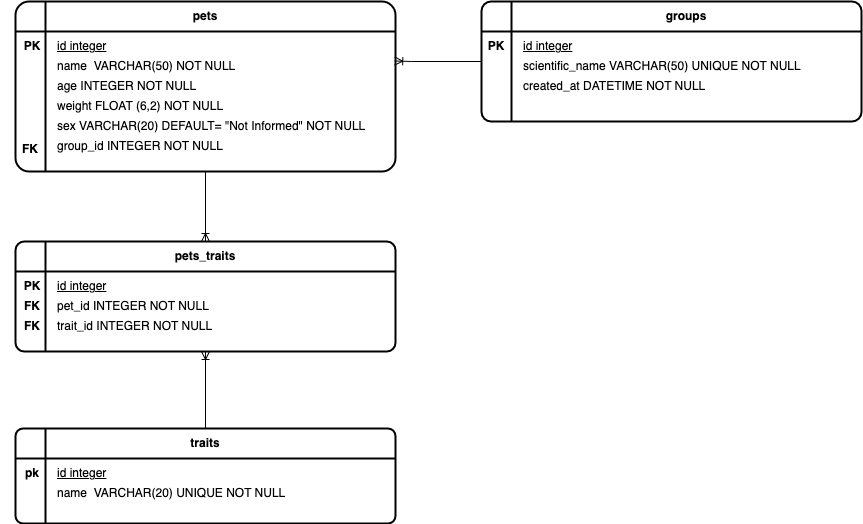 pets
PK id integer
name VARCHAR(50) NOT NULL
age INTEGER NOT NULL
weight FLOAT (6,2) NOT NULL
sex VARCHAR(20) DEFAULT= "Not Informed" NOT NULL
FK group_id INTEGER NOT NULL
groups
PK id integer
scientific_name VARCHAR(50) UNIQUE NOT NULL
created_at DATETIME NOT NULL
pets_traits
PK id integer
FK pet_id INTEGER NOT NULL
FK trait_id INTEGER NOT NULL
traits
pk id integer
name VARCHAR(20) UNIQUE NOT NULL